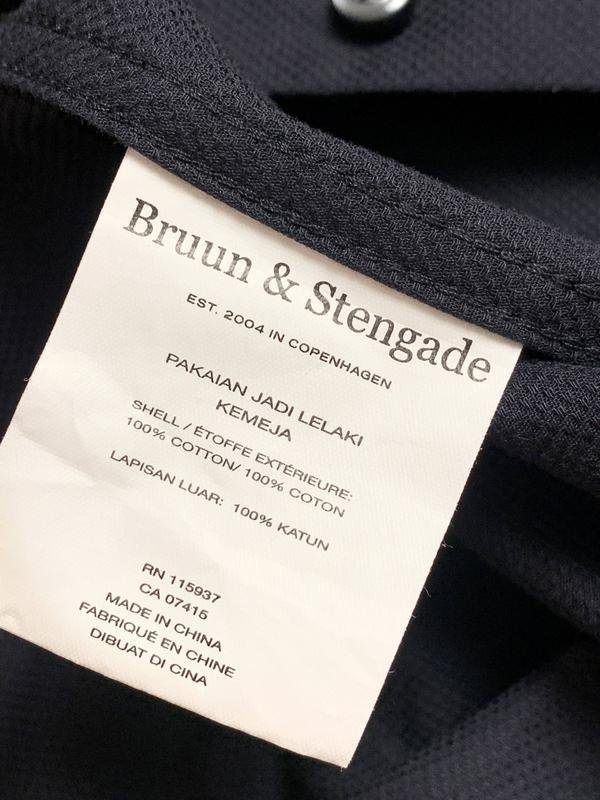 Bruun & Stengade
EST. 2004 IN COPENHAGEN
PAKAIAN JADI LELAKI
KEMEJA
SHELL / ÉTOFFE EXTÉRIEURE:
100% COTTON/ 100% COTON
LAPISAN LUAR: 100% KATUN
RN 115937
CA 07415
MADE IN CHINA
FABRIQUÉ EN CHINE
DIBUAT DI CINA